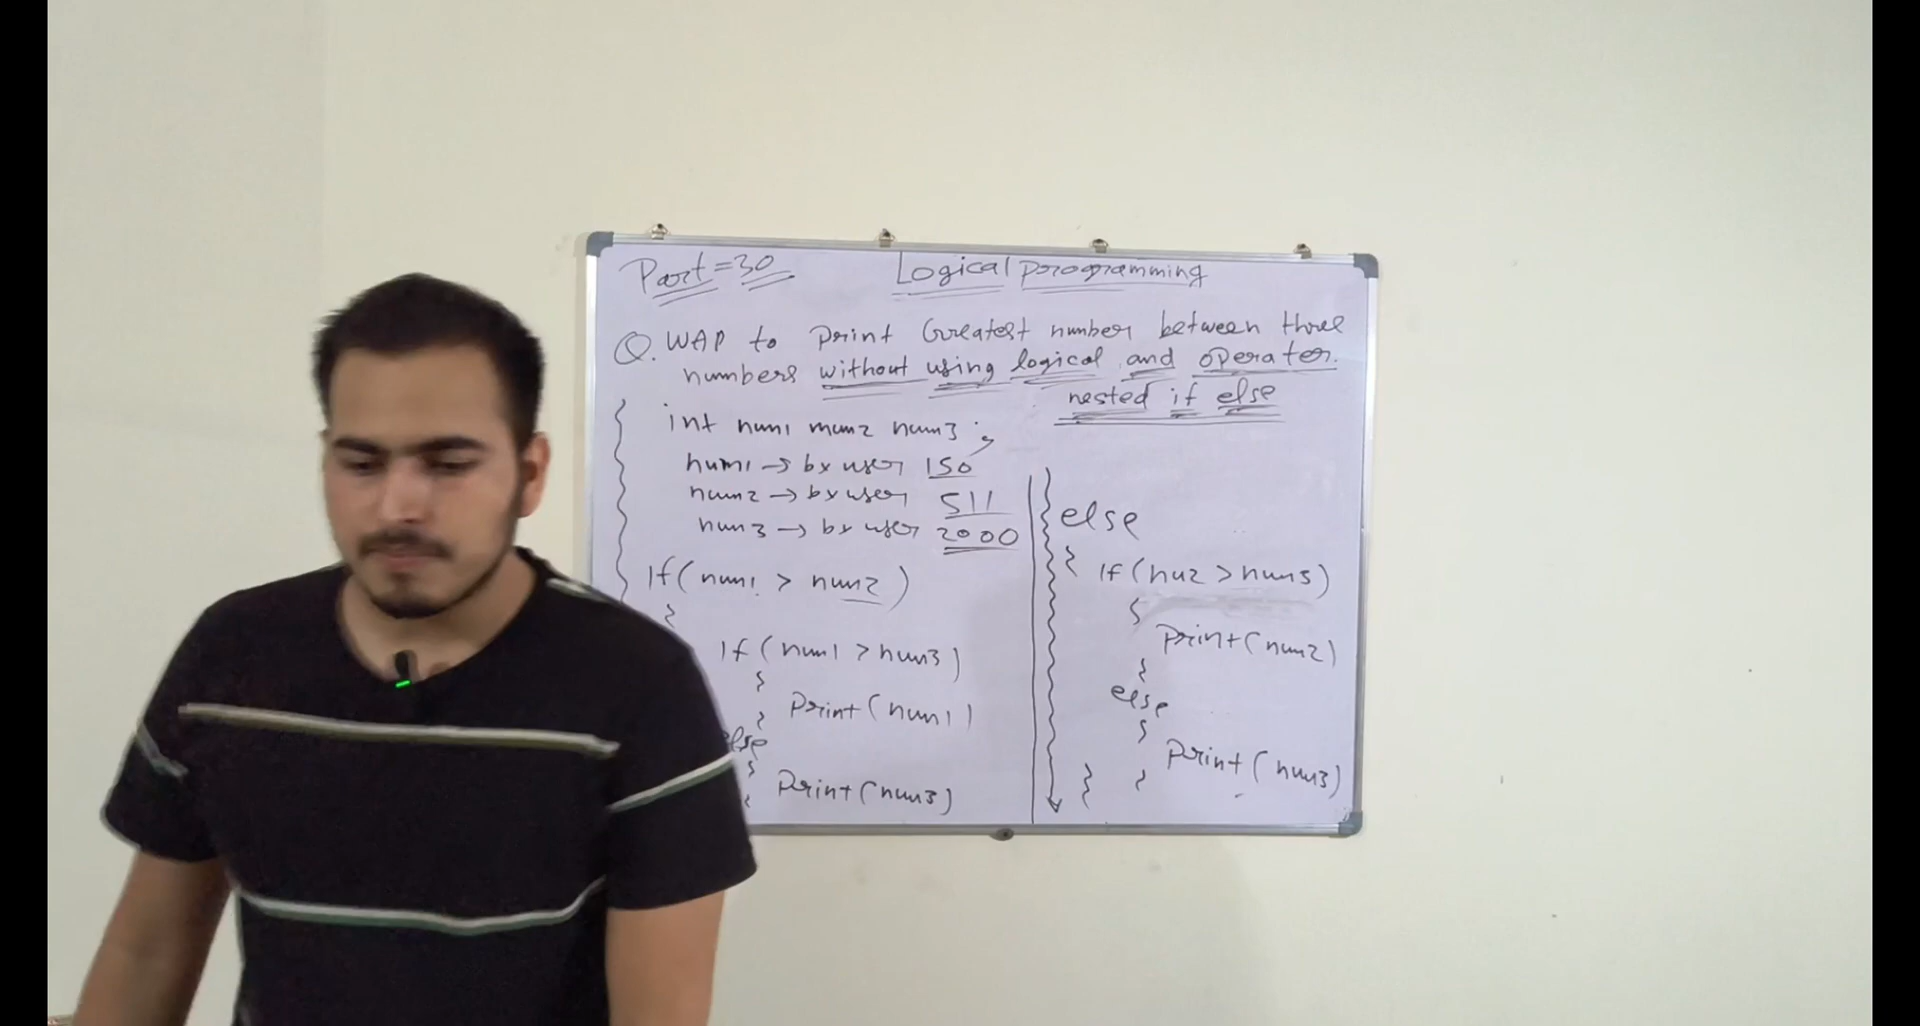 Part=30 Logical programming
Q. WAP to print Greatest number between three
numbers without using logical and operator.
nested if else
int num1 num2 num3 ;
num1 → by user 150
num2 → by user 511
num3 → by user 2000
If ( num1 > num2 )
{
If ( num1 > num3 )
{
print ( num1 )
}
else
{
print ( num3 )
}
else
{
If ( nu2 > num3 )
{
print ( num2 )
}
else
{
print ( num3 )
}
}